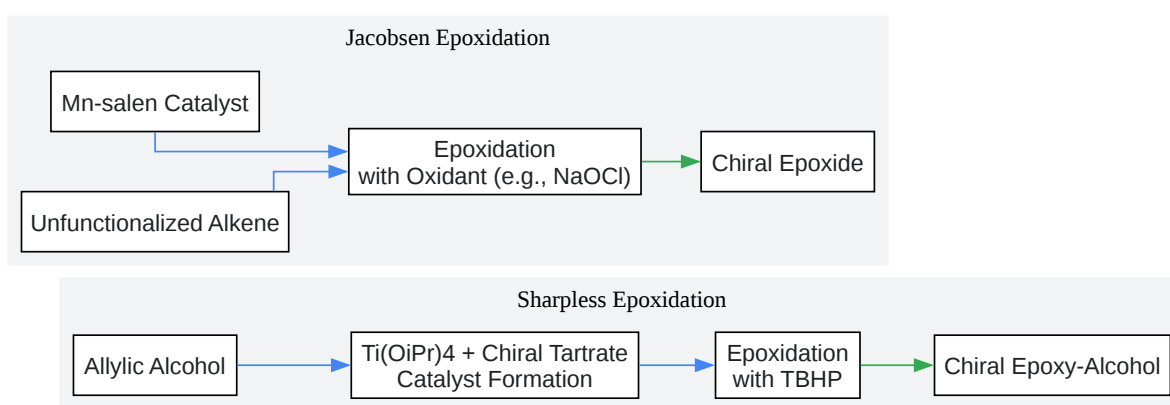 Jacobsen Epoxidation
Mn-salen Catalyst
Unfunctionalized Alkene
Epoxidation
with Oxidant (e.g., NaOCl)
Chiral Epoxide
Sharpless Epoxidation
Allylic Alcohol
Ti(OiPr)4 + Chiral Tartrate
Catalyst Formation
Epoxidation
with TBHP
Chiral Epoxy-Alcohol